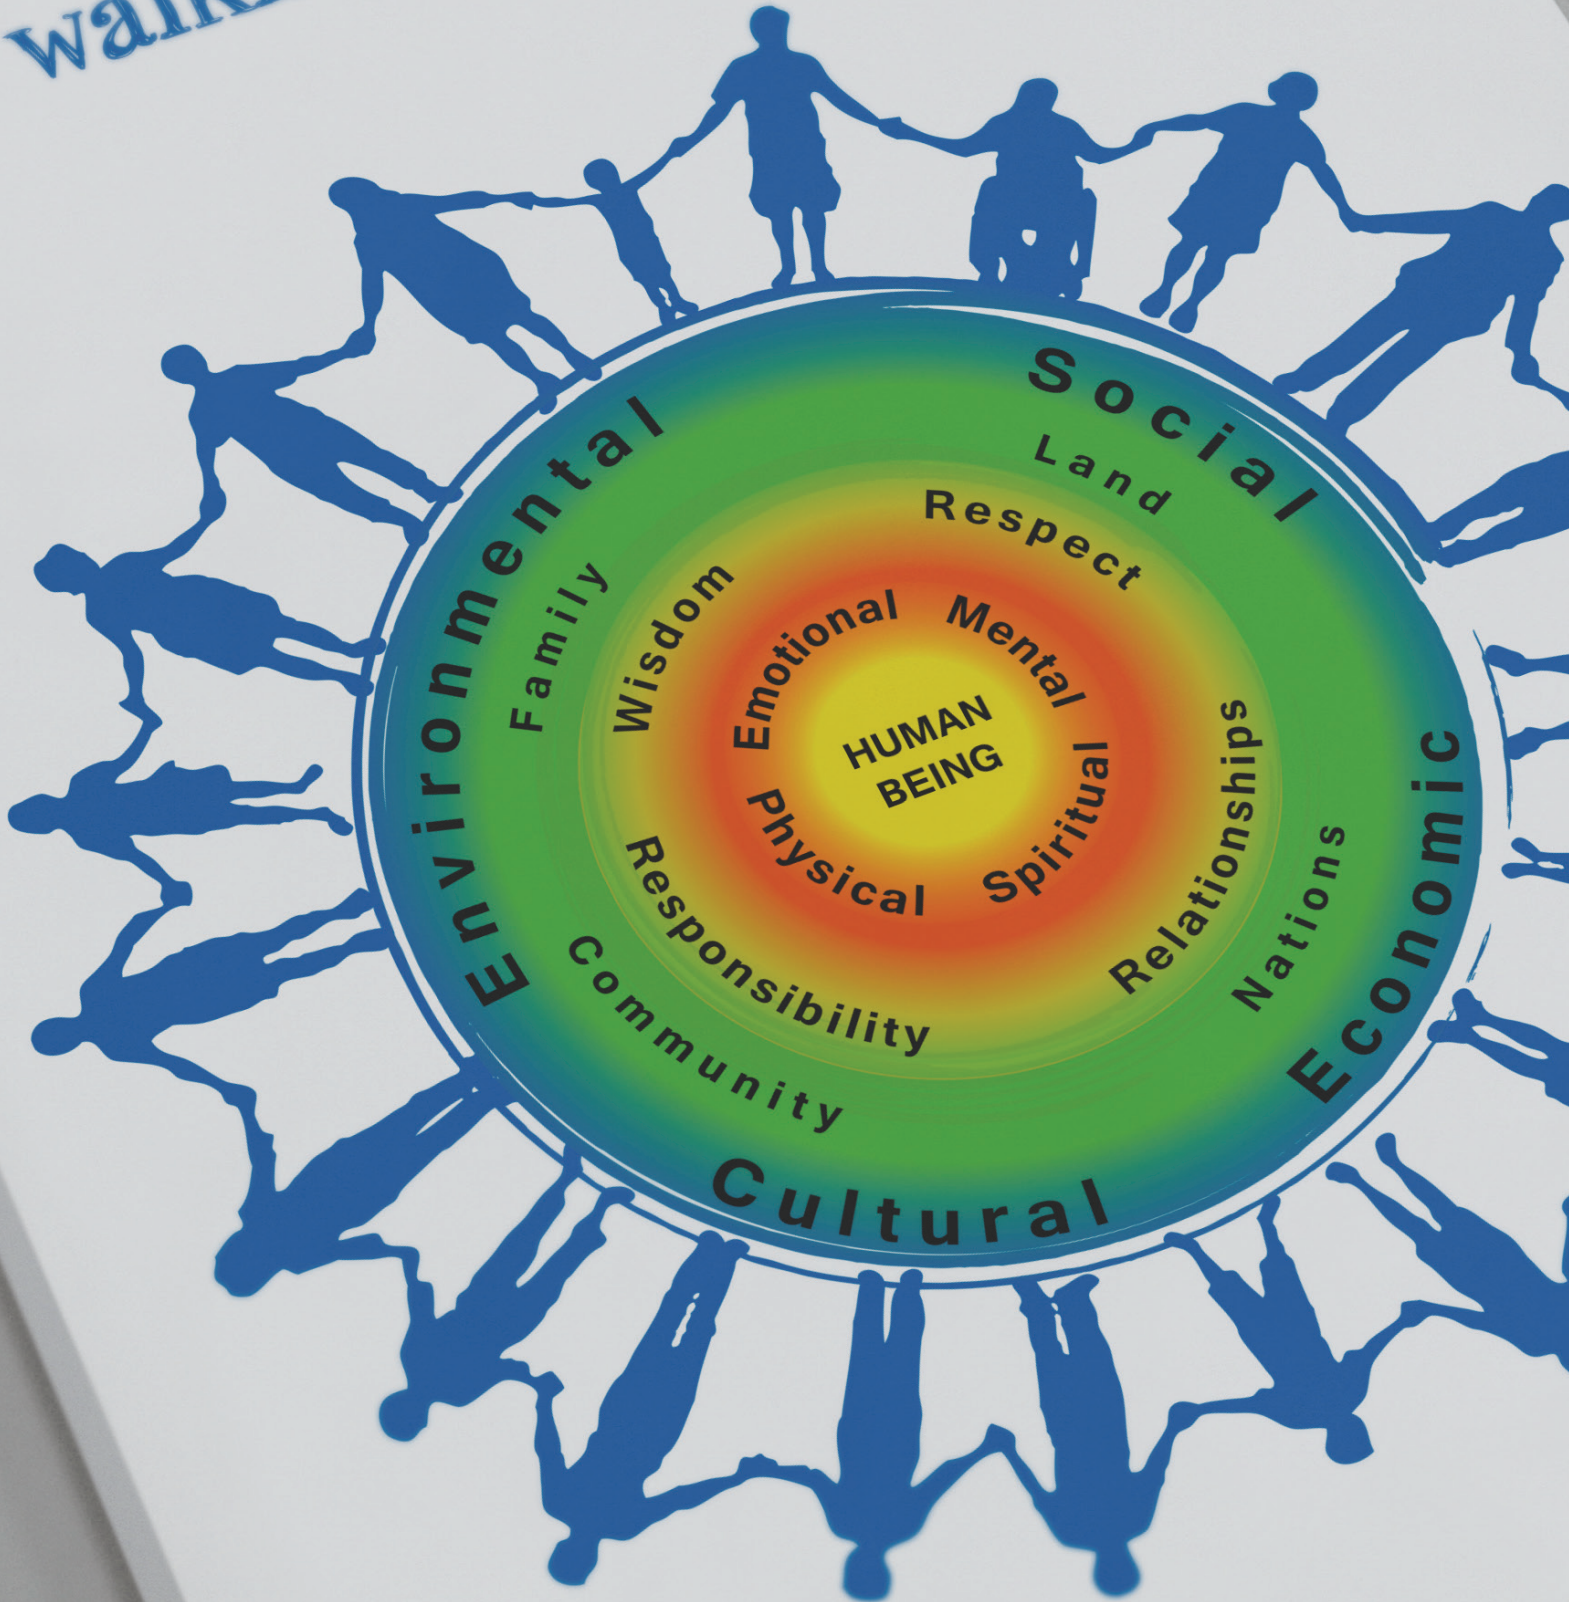 HUMAN
BEING
Emotional
Mental
Spiritual
Physical
Wisdom
Respect
Relationships
Responsibility
Family
Land
Nations
Community
Environmental
Social
Economic
Cultural